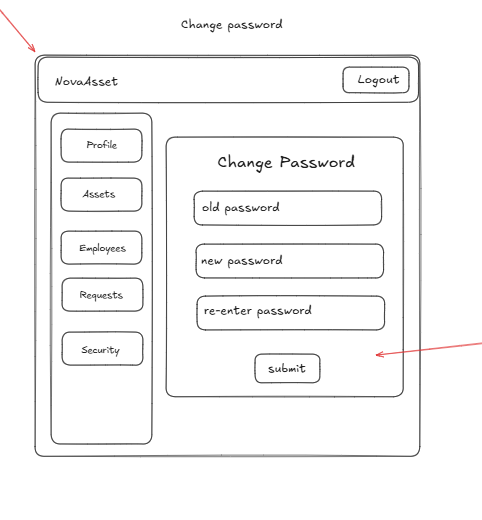 Change password
NovaAsset
Logout
Profile
Assets
Employees
Requests
Security
Change Password
old password
new password
re-enter password
submit